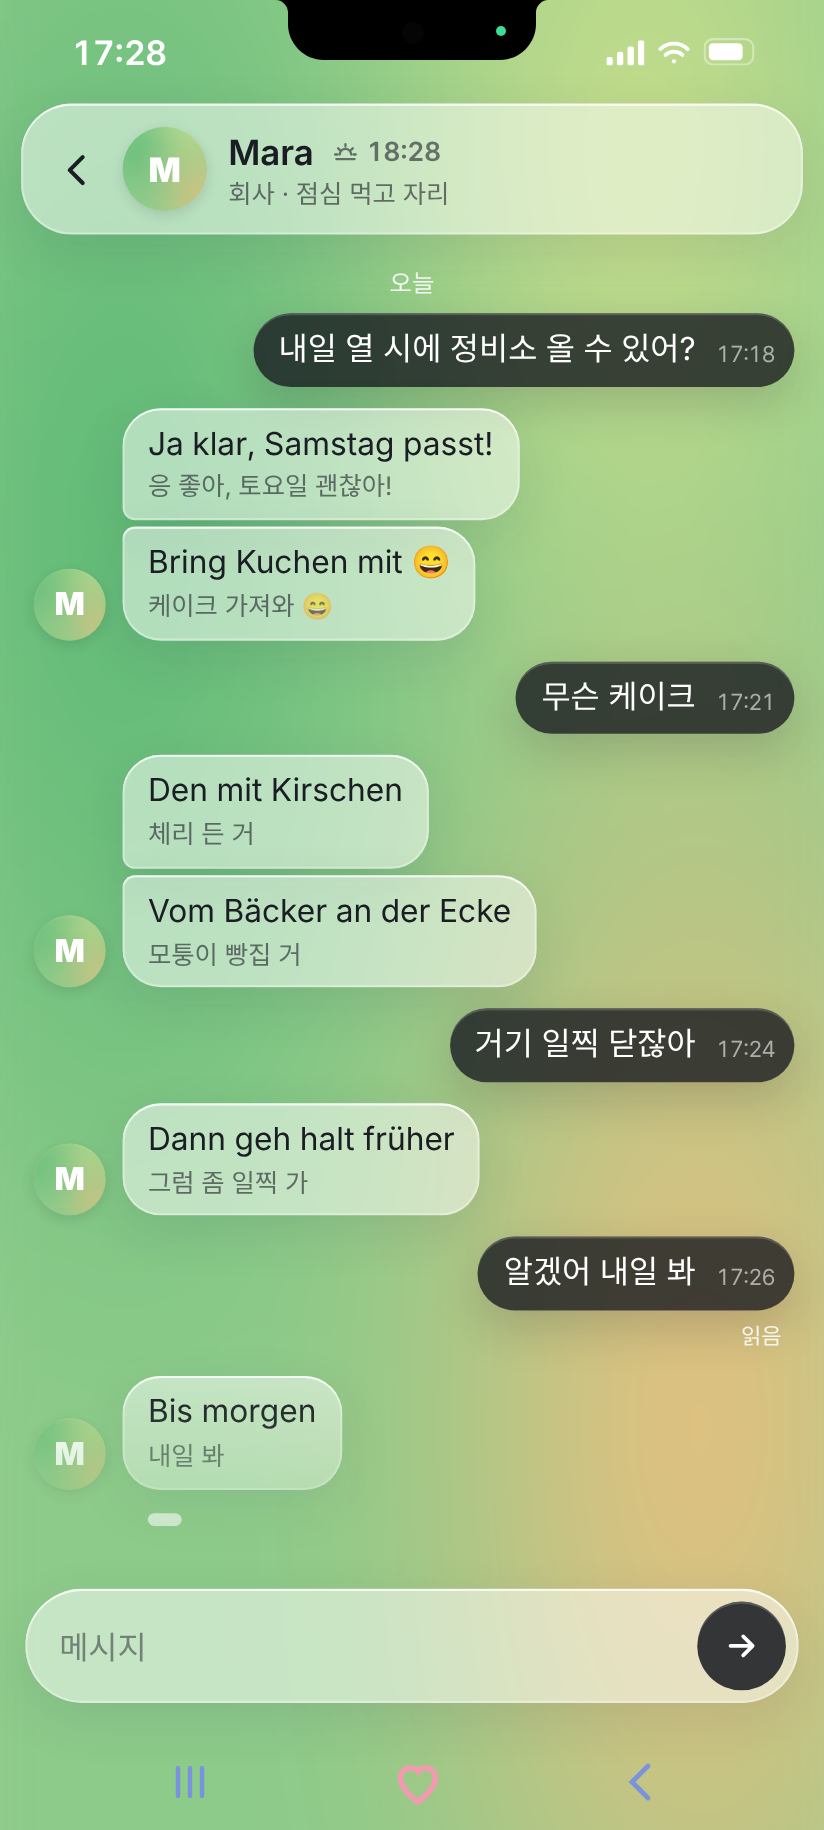 17:28
M
Mara 18:28
회사 · 점심 먹고 자리
오늘
내일 열 시에 정비소 올 수 있어? 17:18
Ja klar, Samstag passt!
응 좋아, 토요일 괜찮아!
Bring Kuchen mit 😄
케이크 가져와 😄
M
무슨 케이크 17:21
Den mit Kirschen
체리 든 거
Vom Bäcker an der Ecke
모퉁이 빵집 거
M
거기 일찍 닫잖아 17:24
Dann geh halt früher
그럼 좀 일찍 가
M
알겠어 내일 봐 17:26
읽음
Bis morgen
내일 봐
M
메시지